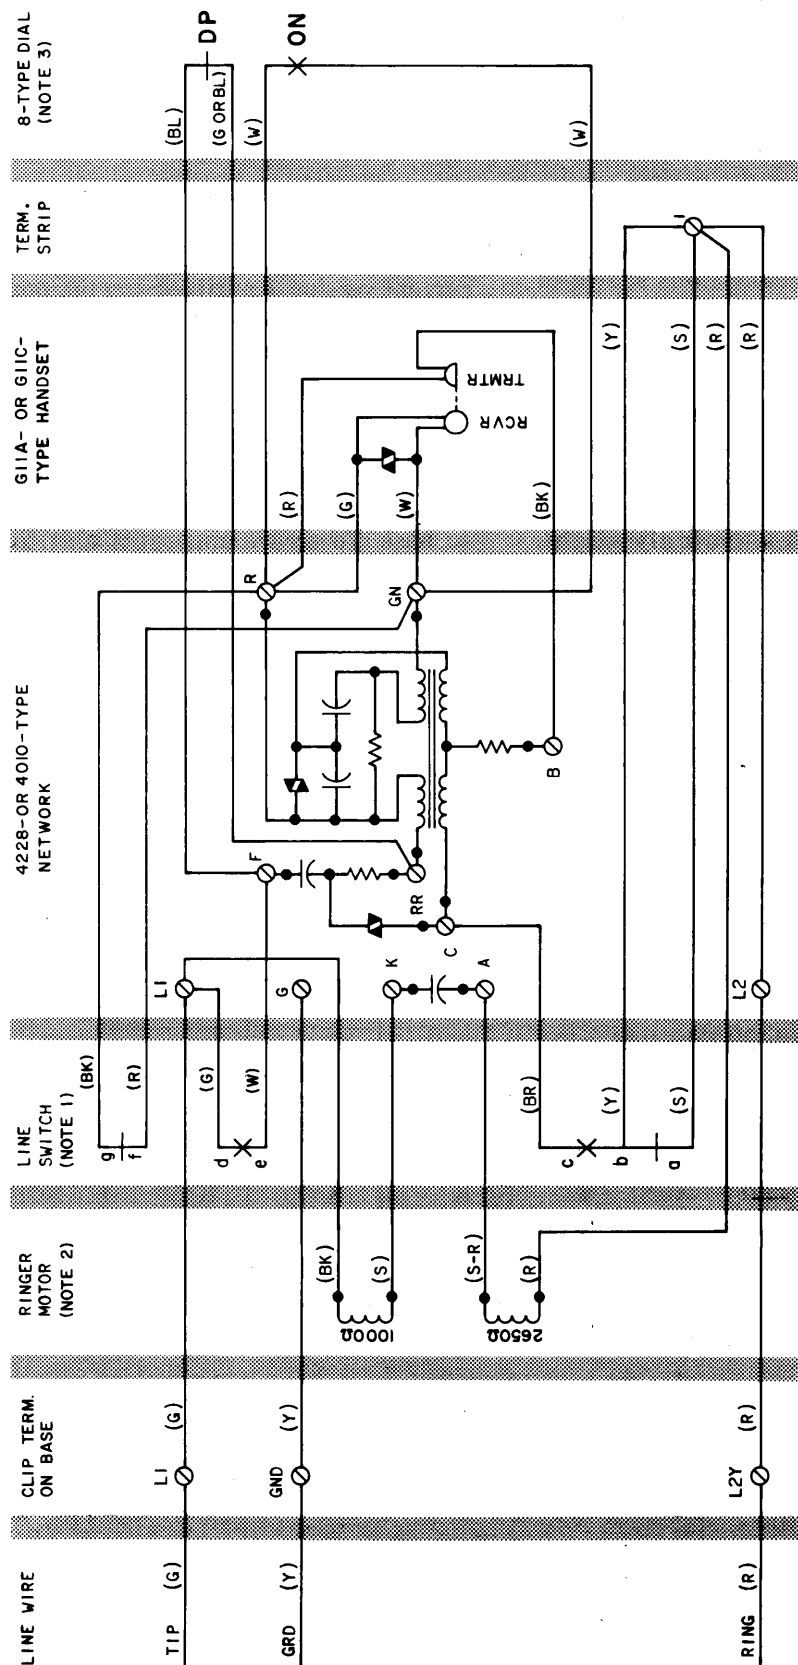 LINE WIRE
CLIP TERM.
ON BASE
RINGER
MOTOR
(NOTE 2)
LINE
SWITCH
(NOTE 1)
4228-OR 4010-TYPE
NETWORK
G11A- OR G11C-
TYPE HANDSET
TERM.
STRIP
8-TYPE DIAL
(NOTE 3)
TIP
(G)
L1
(G)
L1
GRD
(Y)
GND
(Y)
G
RING
(R)
L2Y
(R)
L2
(BK)
1000Ω
(S)
(S-R)
2650Ω
(R)
g
(BK)
f
(R)
d
(G)
e
(W)
c
(BR)
b
(Y)
a
(S)
K
A
C
RR
F
B
R
GN
(R)
(G)
(W)
(BK)
RCVR
TRMTR
(Y)
(S)
(R)
(R)
1
(BL)
DP
(G OR BL)
(W)
ON
(W)